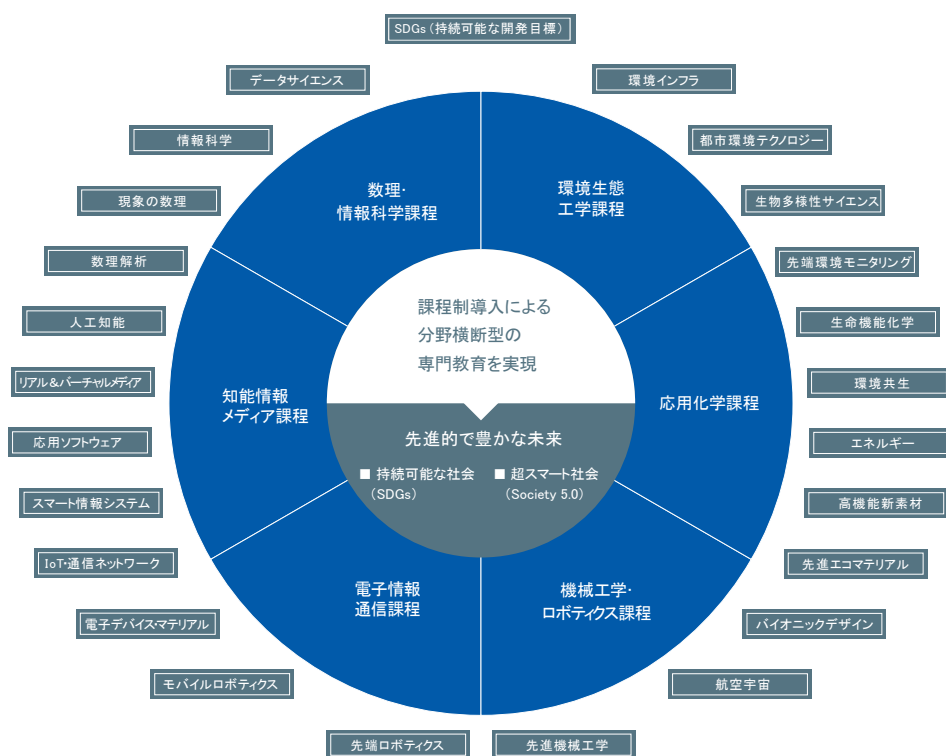 SDGs（持続可能な開発目標）
データサイエンス
環境インフラ
情報科学
都市環境テクノロジー
現象の数理
生物多様性サイエンス
数理解析
先端環境モニタリング
人工知能
生命機能化学
リアル&バーチャルメディア
環境共生
応用ソフトウェア
エネルギー
スマート情報システム
高機能新素材
IoT・通信ネットワーク
先進エコマテリアル
電子デバイス・マテリアル
バイオニックデザイン
モバイルロボティクス
航空宇宙
先端ロボティクス
先進機械工学
数理・
情報科学課程
環境生態
工学課程
知能情報
メディア課程
応用化学課程
電子情報
通信課程
機械工学・
ロボティクス課程
課程制導入による
分野横断型の
専門教育を実現
先進的で豊かな未来
■ 持続可能な社会
（SDGs）
■ 超スマート社会
（Society 5.0）